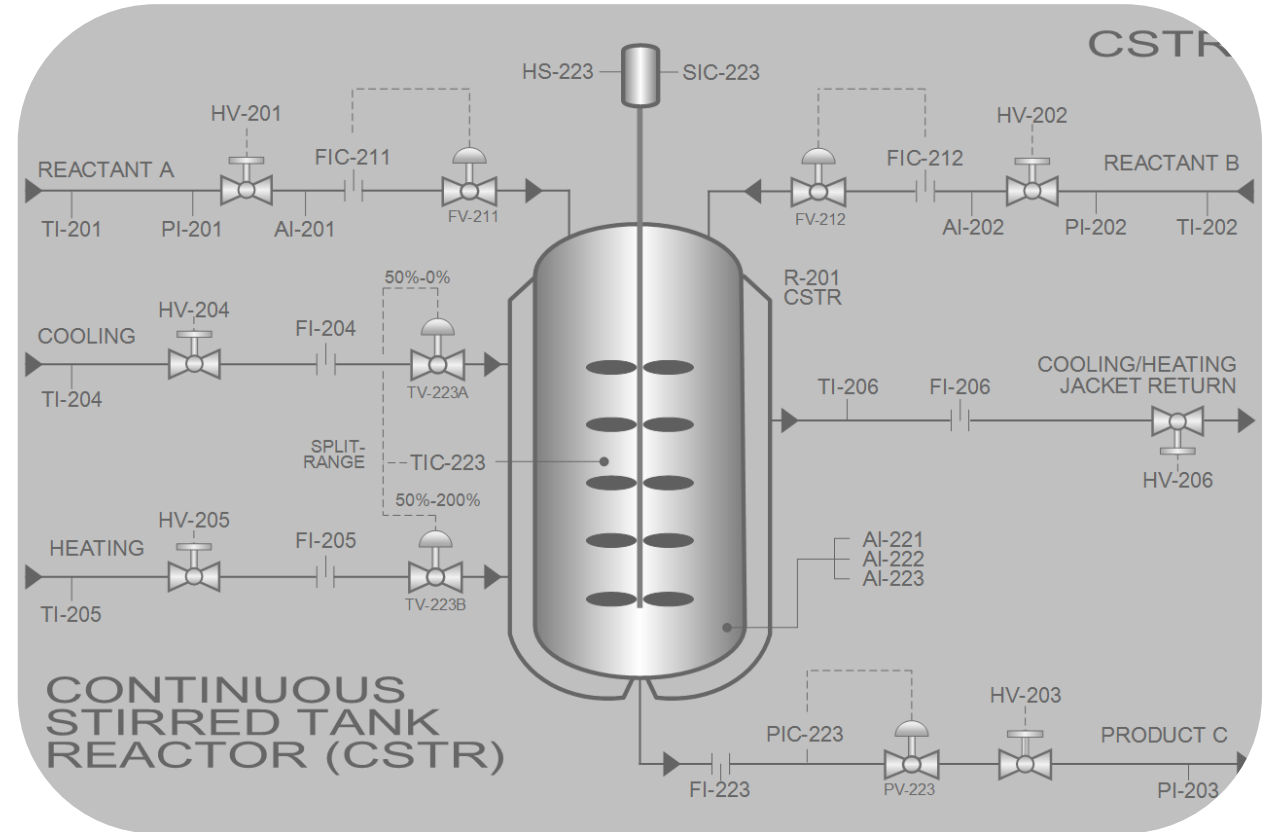 CSTR
HS-223
SIC-223
HV-201
HV-202
FIC-211
FIC-212
REACTANT A
REACTANT B
FV-211
FV-212
TI-201
PI-201
AI-201
AI-202
PI-202
TI-202
50%-0%
R-201
CSTR
HV-204
FI-204
COOLING
TV-223A
TI-204
COOLING/HEATING
JACKET RETURN
TI-206
FI-206
HV-206
SPLIT-
RANGE
TIC-223
50%-200%
HV-205
FI-205
HEATING
TV-223B
TI-205
AI-221
AI-222
AI-223
CONTINUOUS
STIRRED TANK
REACTOR (CSTR)
HV-203
PIC-223
PRODUCT C
FI-223
PV-223
PI-203